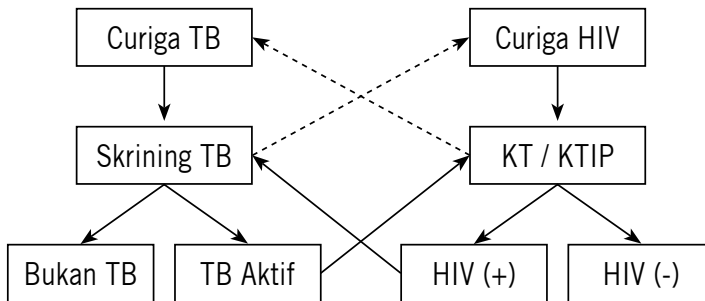 Curiga TB
Curiga HIV
Skrining TB
KT / KTIP
Bukan TB
TB Aktif
HIV (+)
HIV (-)